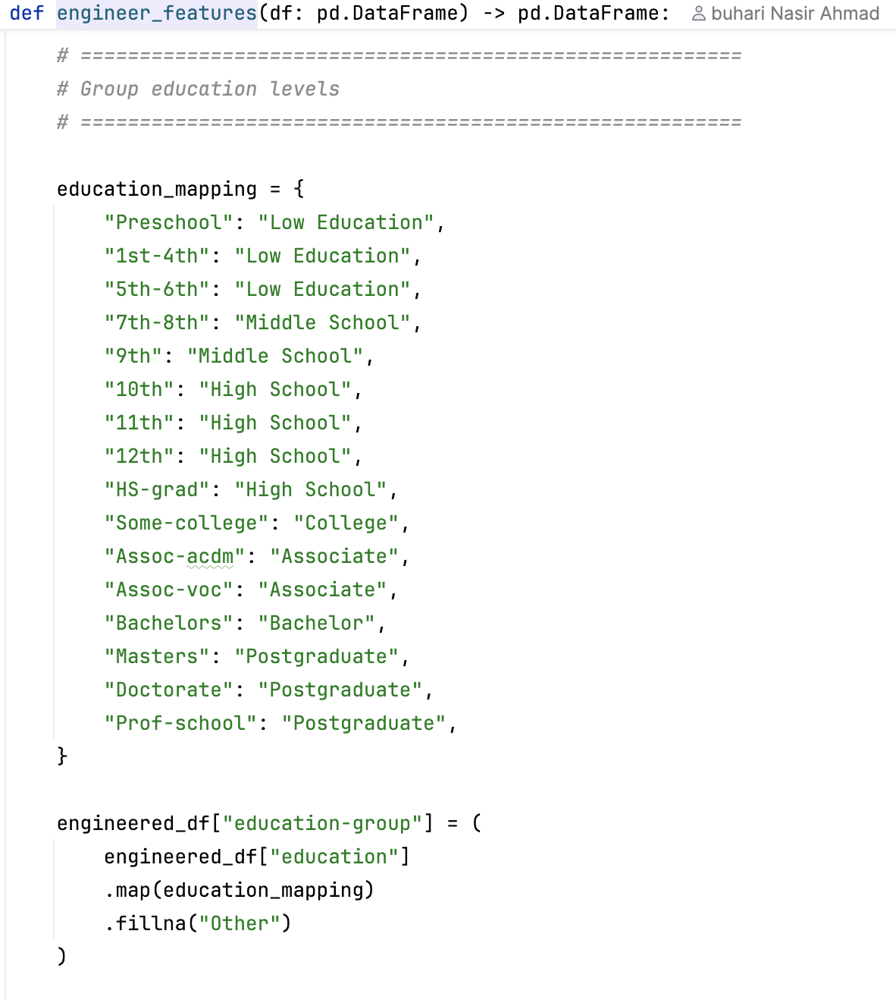 def engineer_features(df: pd.DataFrame) -> pd.DataFrame: buhari Nasir Ahmad
# ========================================================
# Group education levels
# ========================================================
education_mapping = {
"Preschool": "Low Education",
"1st-4th": "Low Education",
"5th-6th": "Low Education",
"7th-8th": "Middle School",
"9th": "Middle School",
"10th": "High School",
"11th": "High School",
"12th": "High School",
"HS-grad": "High School",
"Some-college": "College",
"Assoc-acdm": "Associate",
"Assoc-voc": "Associate",
"Bachelors": "Bachelor",
"Masters": "Postgraduate",
"Doctorate": "Postgraduate",
"Prof-school": "Postgraduate",
}
engineered_df["education-group"] = (
engineered_df["education"]
.map(education_mapping)
.fillna("Other")
)